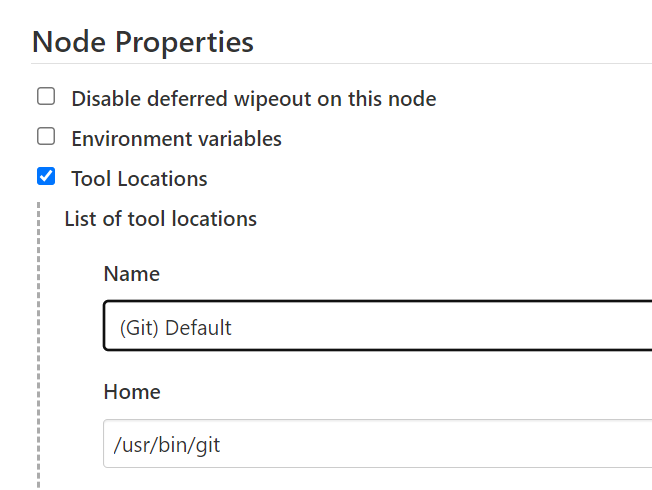 Node Properties
Disable deferred wipeout on this node
Environment variables
Tool Locations
List of tool locations
Name
(Git) Default
Home
/usr/bin/git